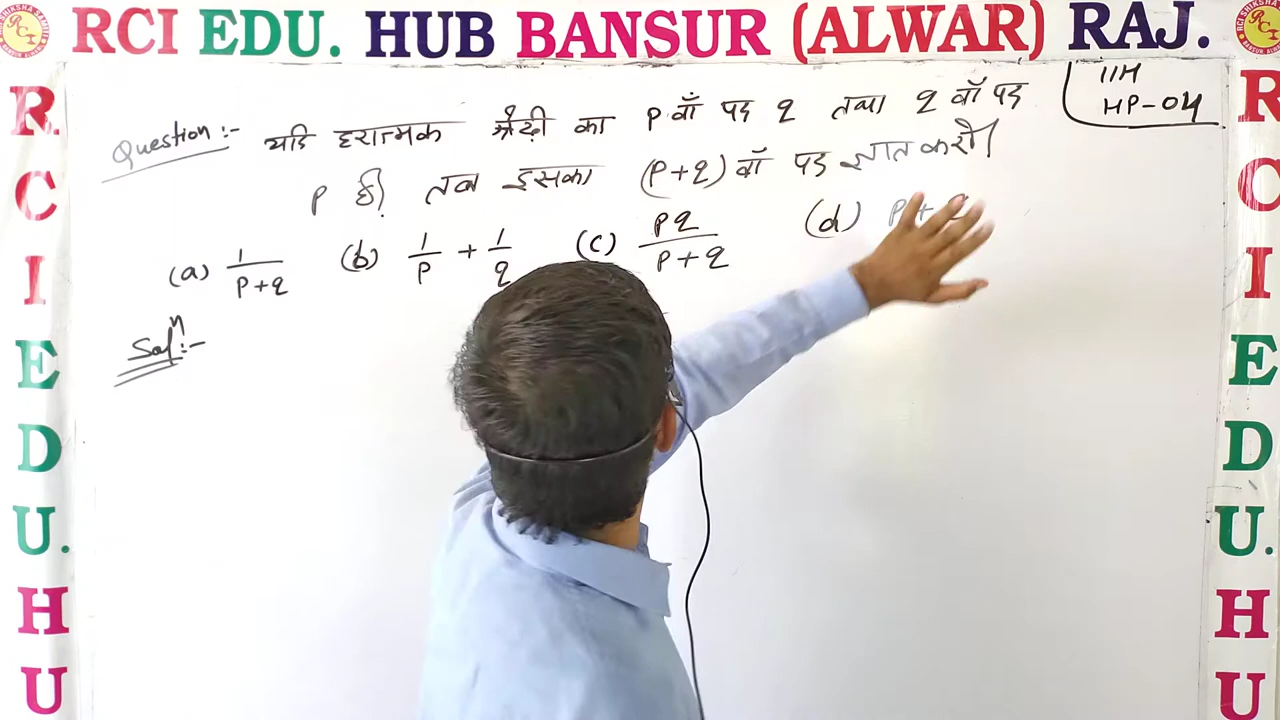 RCI EDU. HUB BANSUR (ALWAR) RAJ.
11H
HP-04
Question:- यदि हरात्मक श्रेढ़ी का P वाँ पद q तथा q वाँ पद
P है। तब इसका (P+q) वाँ पद ज्ञात करो।
(a) 1/(P+q) (b) 1/P + 1/q (c) Pq/(P+q) (d) P+
Solⁿ:-
R
C
I
E
D
U.
H
U
R
C
I
E
D
U.
H
U